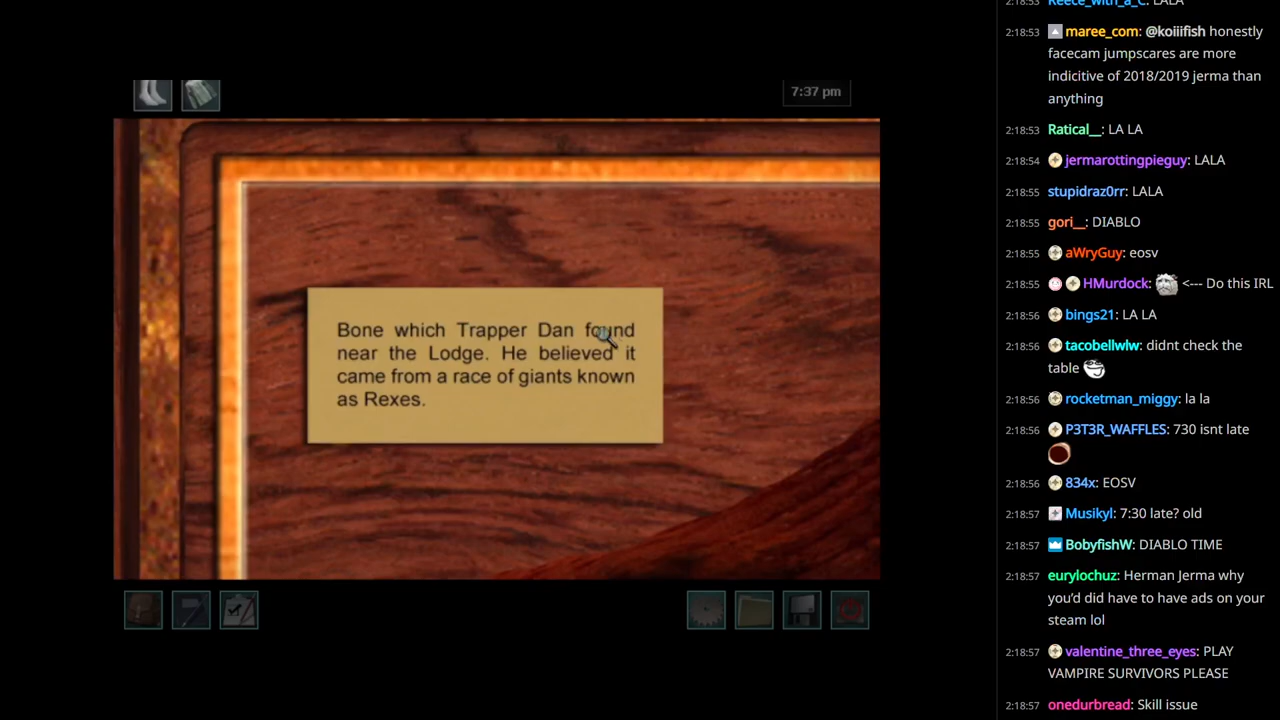 7:37 pm
Bone which Trapper Dan found
near the Lodge. He believed it
came from a race of giants known
as Rexes.
2:18:53 Reece_with_a_C: LALA
2:18:53 maree_com: @koiiifish honestly
facecam jumpscares are more
indicitive of 2018/2019 jerma than
anything
2:18:53 Ratical__: LA LA
2:18:54 jermarottingpieguy: LALA
2:18:55 stupidraz0rr: LALA
2:18:55 gori__: DIABLO
2:18:55 aWryGuy: eosv
2:18:55 HMurdock: <--- Do this IRL
2:18:56 bings21: LA LA
2:18:56 tacobellwlw: didnt check the
table
2:18:56 rocketman_miggy: la la
2:18:56 P3T3R_WAFFLES: 730 isnt late
2:18:56 834x: EOSV
2:18:57 Musikyl: 7:30 late? old
2:18:57 BobyfishW: DIABLO TIME
2:18:57 eurylochuz: Herman Jerma why
you'd did have to have ads on your
steam lol
2:18:57 valentine_three_eyes: PLAY
VAMPIRE SURVIVORS PLEASE
2:18:57 onedurbread: Skill issue